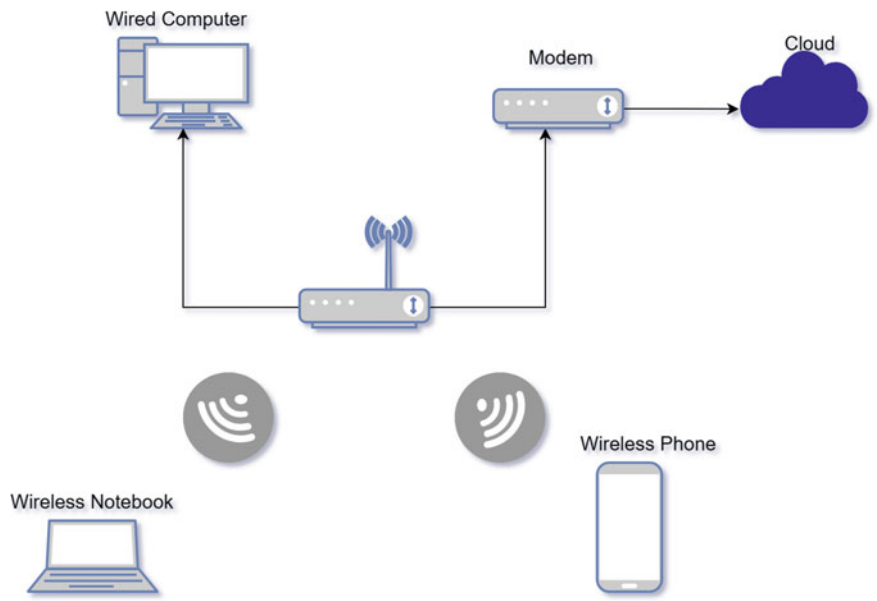 Wired Computer
Modem
Cloud
Wireless Phone
Wireless Notebook